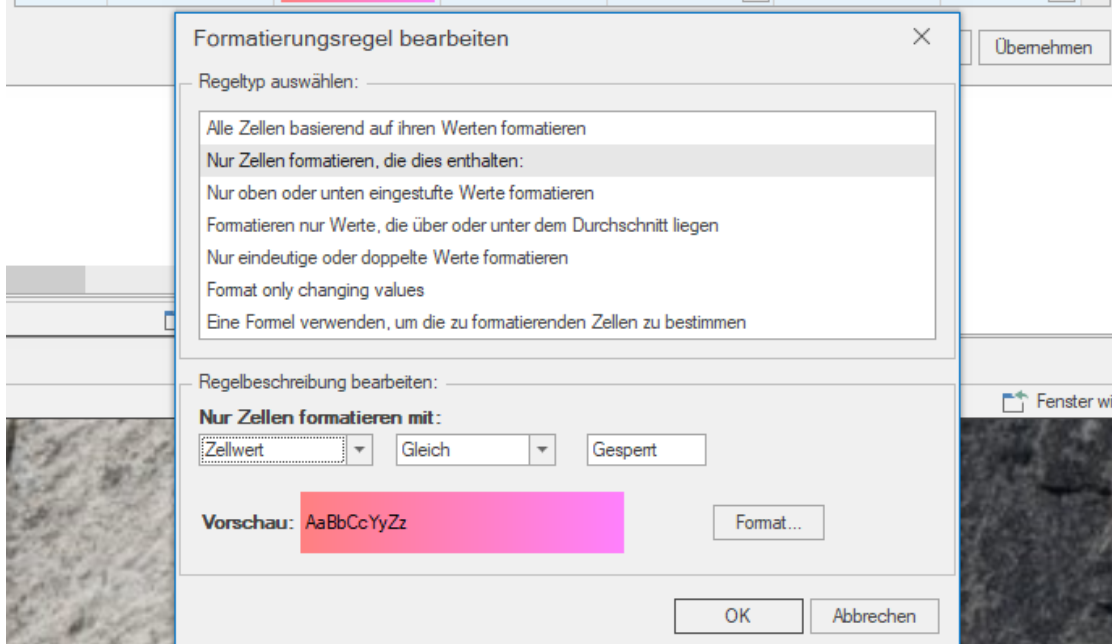 Formatierungsregel bearbeiten
Übernehmen
Regeltyp auswählen:
Alle Zellen basierend auf ihren Werten formatieren
Nur Zellen formatieren, die dies enthalten:
Nur oben oder unten eingestufte Werte formatieren
Formatieren nur Werte, die über oder unter dem Durchschnitt liegen
Nur eindeutige oder doppelte Werte formatieren
Format only changing values
Eine Formel verwenden, um die zu formatierenden Zellen zu bestimmen
Regelbeschreibung bearbeiten:
Fenster wi
Nur Zellen formatieren mit:
Zellwert Gleich Gesperrt
Vorschau: AaBbCcYyZz Format...
OK Abbrechen